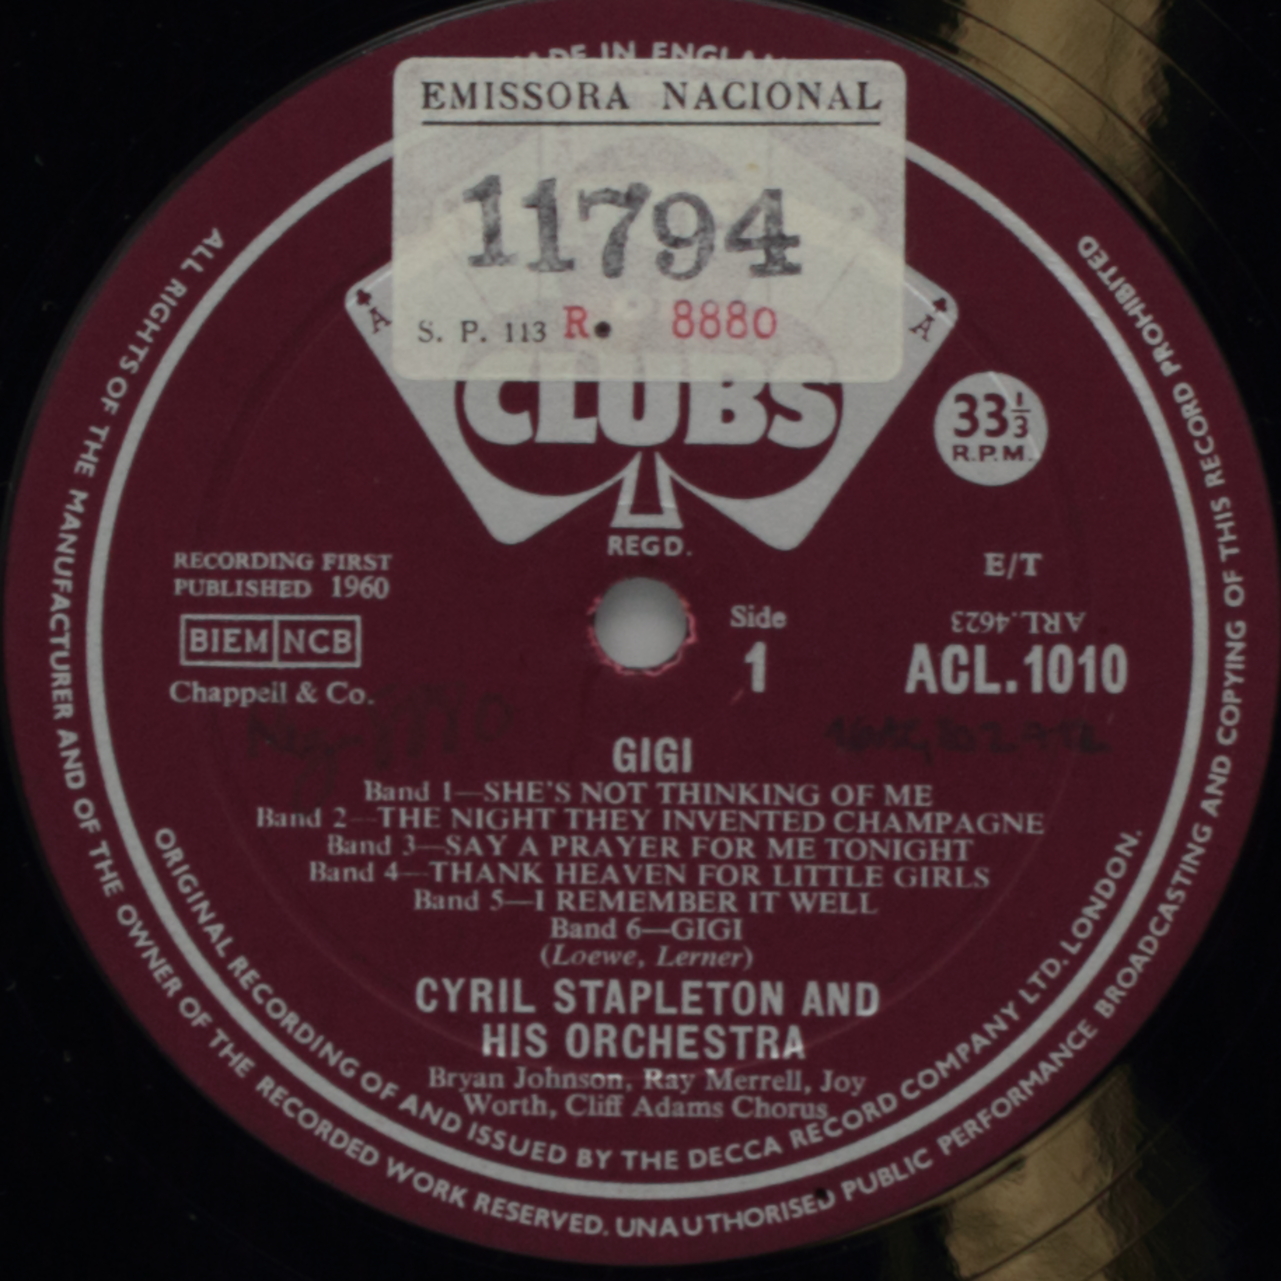 MADE IN ENGLAND
EMISSORA NACIONAL
11794
S. P. 113 R. 8880
A
A
CLUBS
REGD.
33⅓
R.P.M.
RECORDING FIRST
PUBLISHED 1960
BIEM NCB
Chappell & Co.
E/T
ARL.4623
Side
1
ACL.1010
GIGI
Band 1—SHE'S NOT THINKING OF ME
Band 2—THE NIGHT THEY INVENTED CHAMPAGNE
Band 3—SAY A PRAYER FOR ME TONIGHT
Band 4—THANK HEAVEN FOR LITTLE GIRLS
Band 5—I REMEMBER IT WELL
Band 6—GIGI
(Loewe, Lerner)
CYRIL STAPLETON AND
HIS ORCHESTRA
Bryan Johnson, Ray Merrell, Joy
Worth, Cliff Adams Chorus
ORIGINAL RECORDING OF AND ISSUED BY THE DECCA RECORD COMPANY LTD. LONDON.
ALL RIGHTS OF THE MANUFACTURER AND OF THE OWNER OF THE RECORDED WORK RESERVED. UNAUTHORISED PUBLIC PERFORMANCE BROADCASTING AND COPYING OF THIS RECORD PROHIBITED